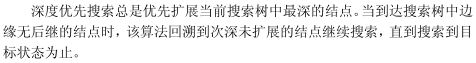 深度优先搜索总是优先扩展当前搜索树中最深的结点。当到达搜索树中边
缘无后继的结点时，该算法回溯到次深未扩展的结点继续搜索，直到搜索到目
标状态为止。